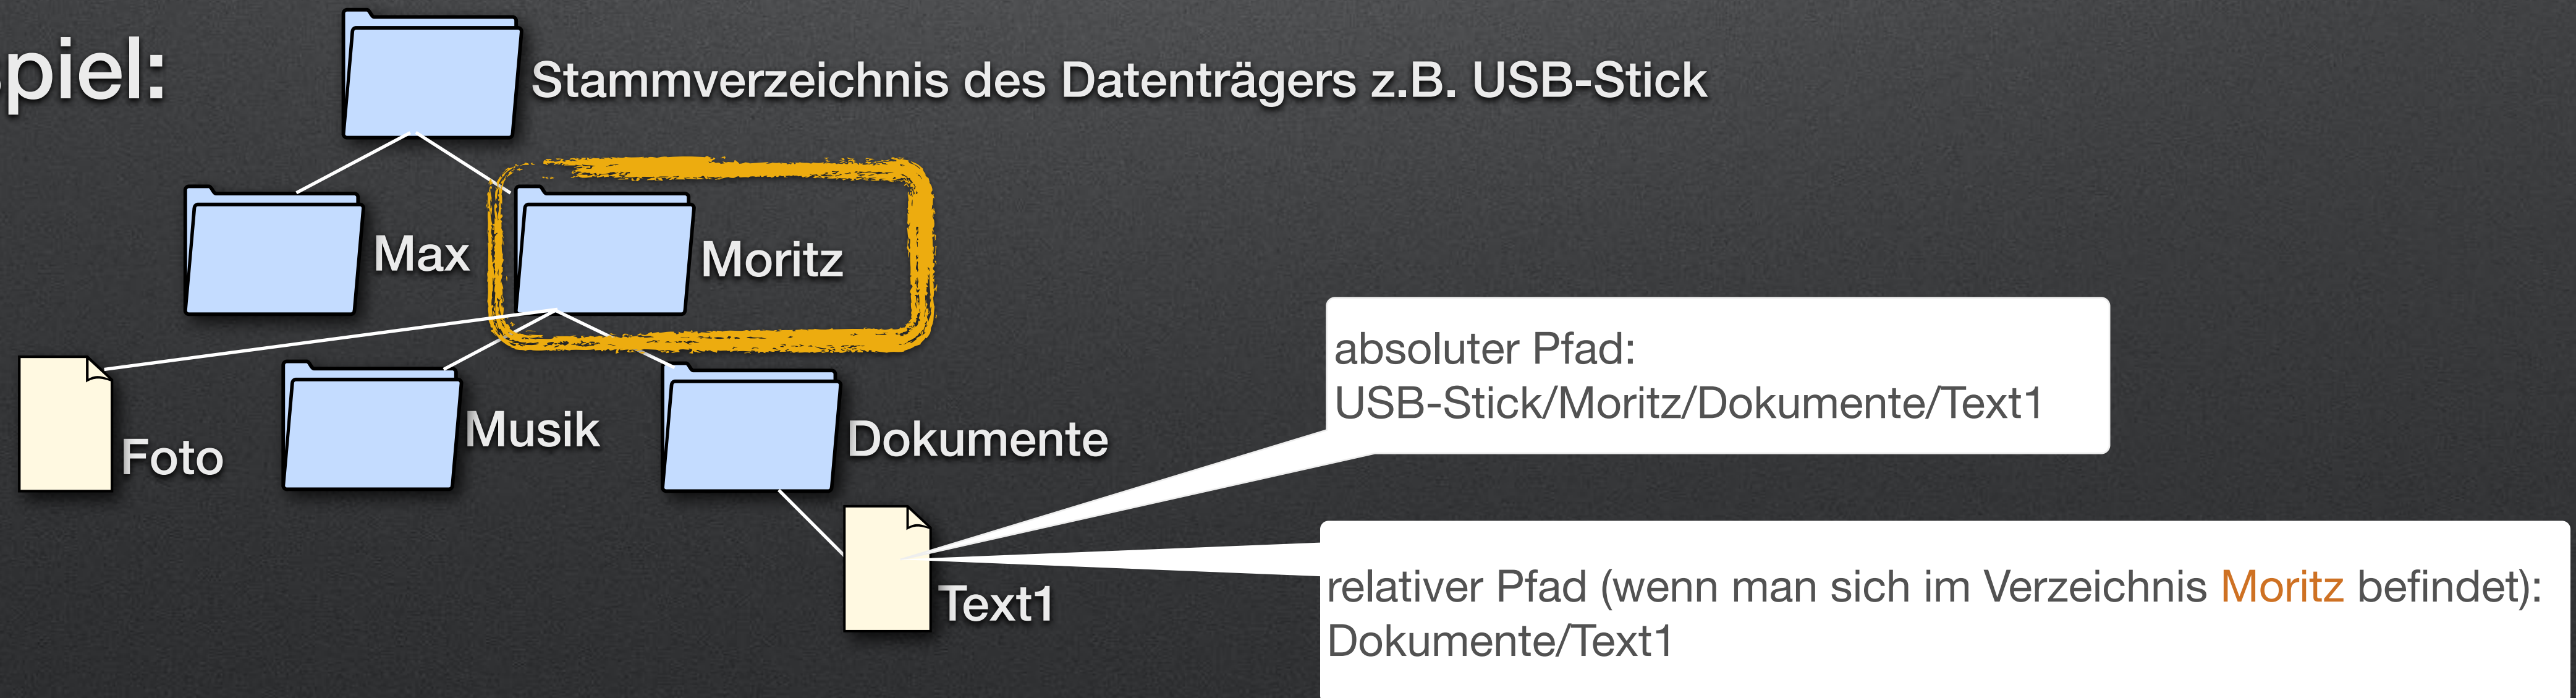 spiel:
Stammverzeichnis des Datenträgers z.B. USB-Stick
Max
Moritz
Foto
Musik
Dokumente
Text1
absoluter Pfad:
USB-Stick/Moritz/Dokumente/Text1
relativer Pfad (wenn man sich im Verzeichnis Moritz befindet):
Dokumente/Text1